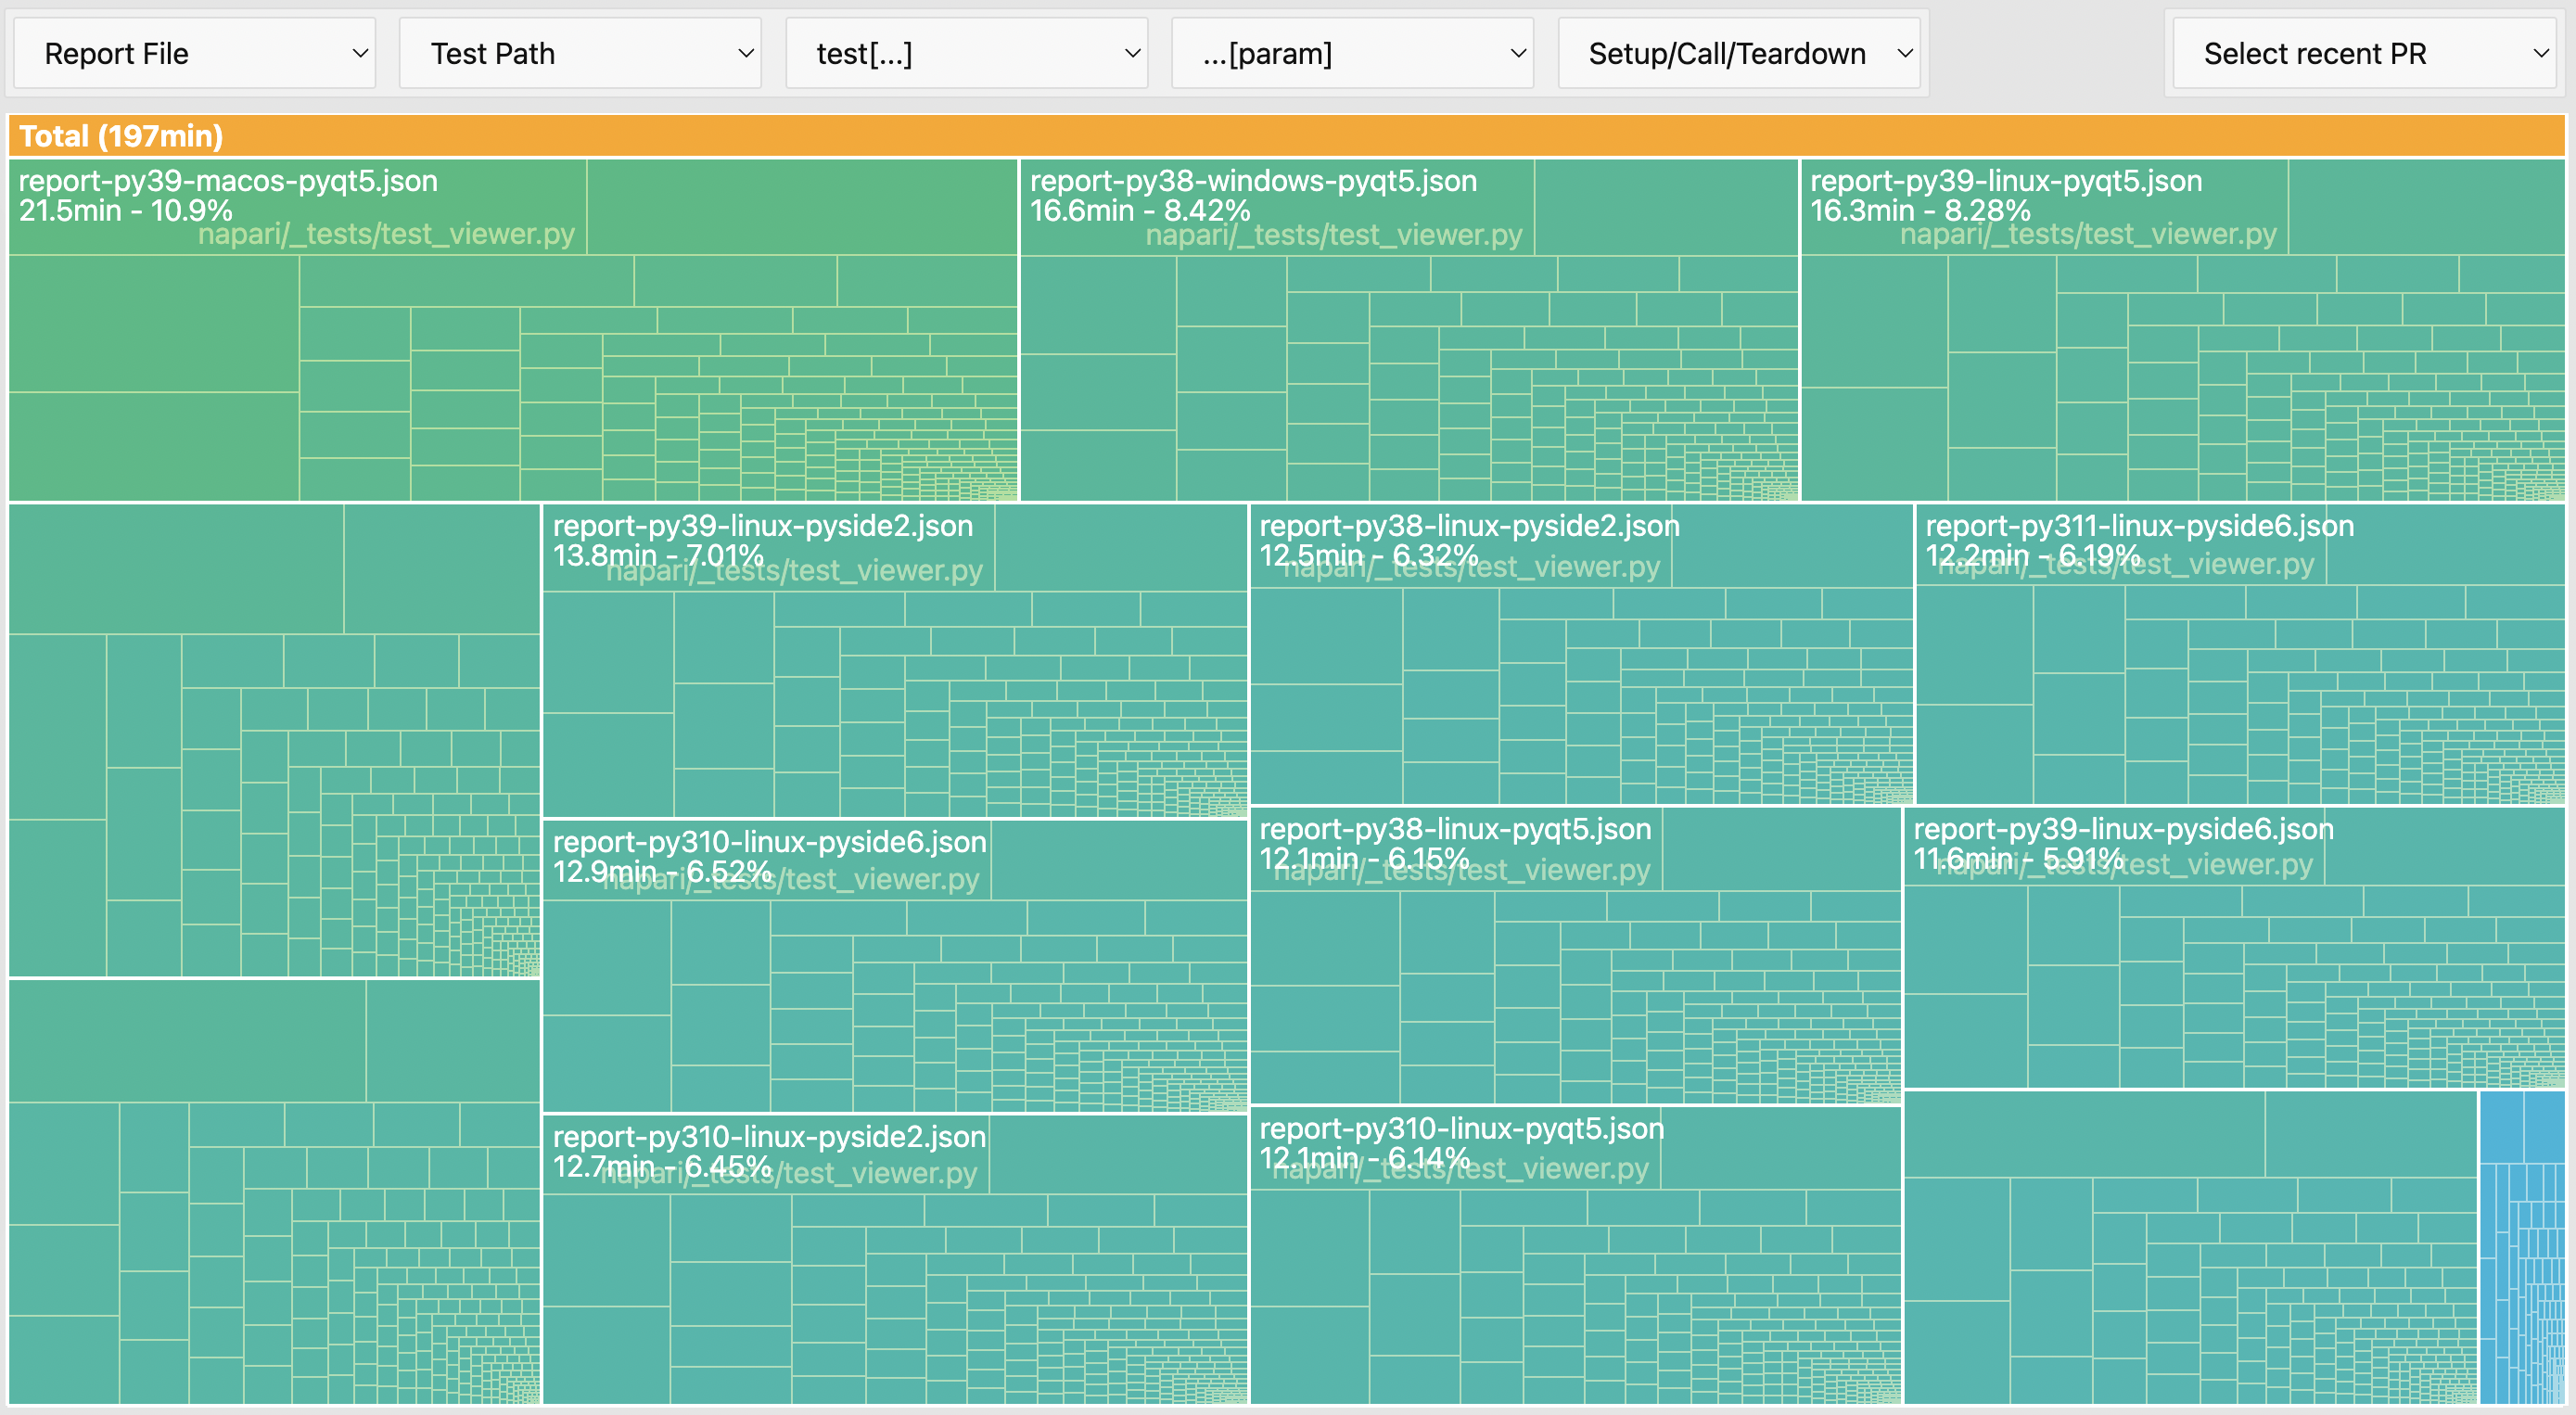 Report File
Test Path
test[...]
...[param]
Setup/Call/Teardown
Select recent PR
Total (197min)
report-py39-macos-pyqt5.json
21.5min - 10.9%
napari/_tests/test_viewer.py
report-py38-windows-pyqt5.json
16.6min - 8.42%
napari/_tests/test_viewer.py
report-py39-linux-pyqt5.json
16.3min - 8.28%
napari/_tests/test_viewer.py
report-py39-linux-pyside2.json
13.8min - 7.01%
napari/_tests/test_viewer.py
report-py38-linux-pyside2.json
12.5min - 6.32%
napari/_tests/test_viewer.py
report-py311-linux-pyside6.json
12.2min - 6.19%
napari/_tests/test_viewer.py
report-py310-linux-pyside6.json
12.9min - 6.52%
napari/_tests/test_viewer.py
report-py38-linux-pyqt5.json
12.1min - 6.15%
napari/_tests/test_viewer.py
report-py39-linux-pyside6.json
11.6min - 5.91%
napari/_tests/test_viewer.py
report-py310-linux-pyside2.json
12.7min - 6.45%
napari/_tests/test_viewer.py
report-py310-linux-pyqt5.json
12.1min - 6.14%
napari/_tests/test_viewer.py